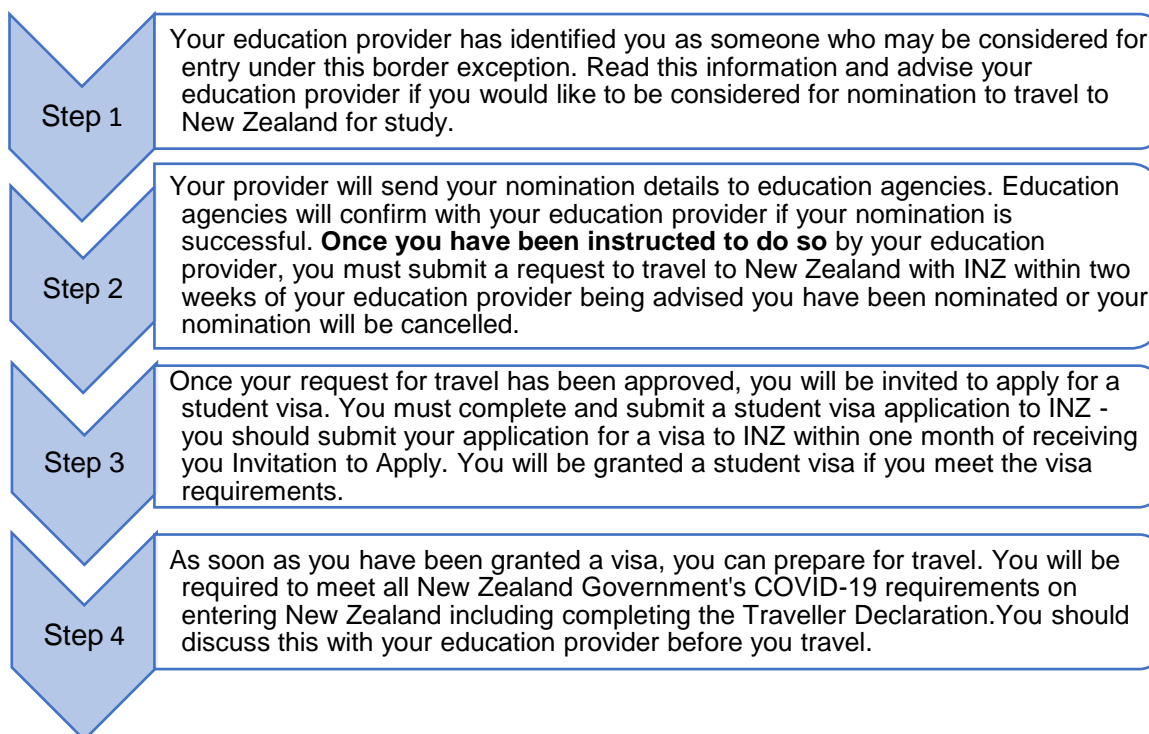 Step 1
Your education provider has identified you as someone who may be considered for
entry under this border exception. Read this information and advise your
education provider if you would like to be considered for nomination to travel to
New Zealand for study.
Step 2
Your provider will send your nomination details to education agencies. Education
agencies will confirm with your education provider if your nomination is
successful. Once you have been instructed to do so by your education
provider, you must submit a request to travel to New Zealand with INZ within two
weeks of your education provider being advised you have been nominated or your
nomination will be cancelled.
Step 3
Once your request for travel has been approved, you will be invited to apply for a
student visa. You must complete and submit a student visa application to INZ -
you should submit your application for a visa to INZ within one month of receiving
you Invitation to Apply. You will be granted a student visa if you meet the visa
requirements.
Step 4
As soon as you have been granted a visa, you can prepare for travel. You will be
required to meet all New Zealand Government's COVID-19 requirements on
entering New Zealand including completing the Traveller Declaration.You should
discuss this with your education provider before you travel.